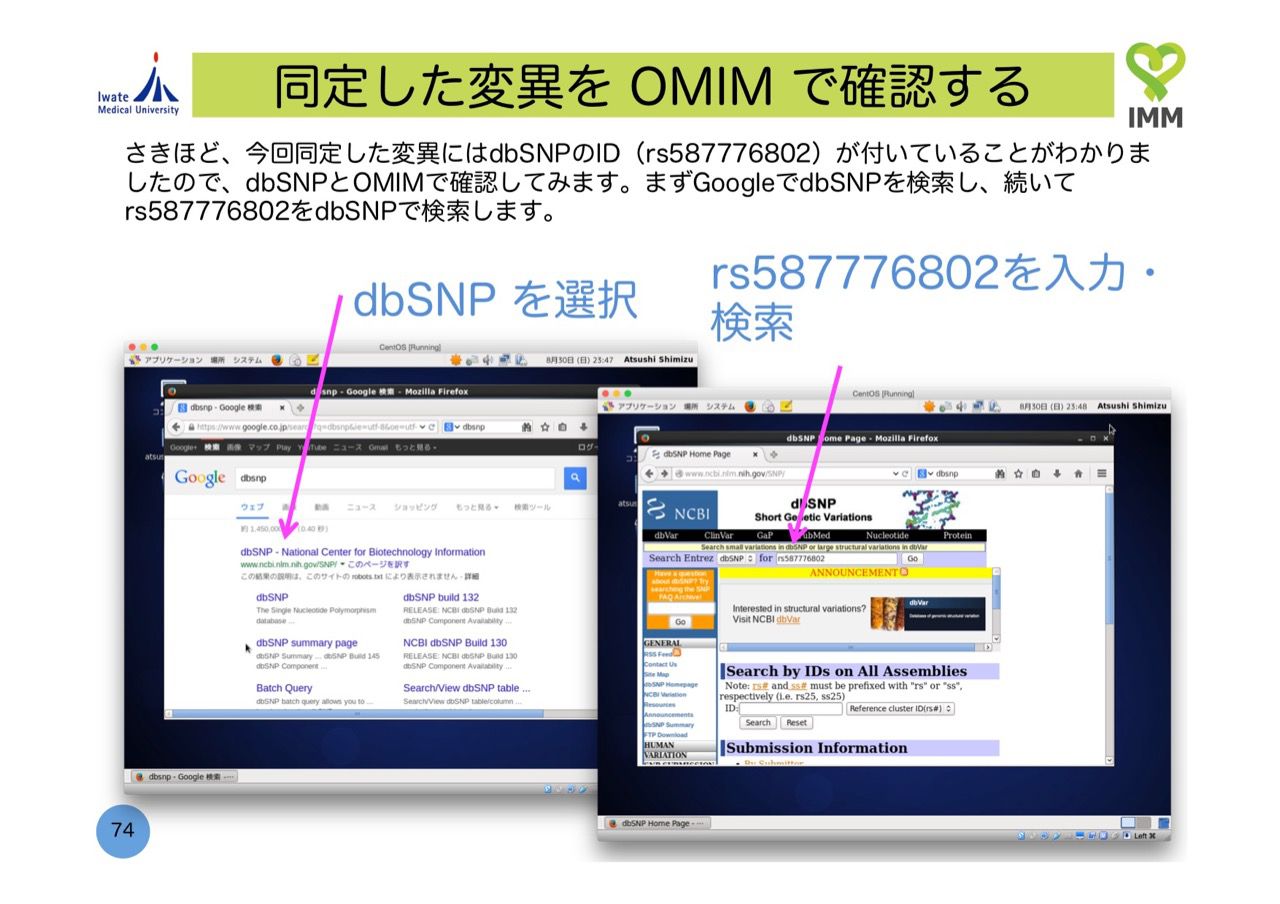 同定した変異を OMIM で確認する
Iwate
Medical University
IMM
さきほど、今回同定した変異にはdbSNPのID（rs587776802）が付いていることがわかりま
したので、dbSNPとOMIMで確認してみます。まずGoogleでdbSNPを検索し、続いて
rs587776802をdbSNPで検索します。
dbSNP を選択
rs587776802を入力・
検索
CentOS [Running]
アプリケーション 場所 システム
8月30日 (日) 23:47 Atsushi Shimizu
dbsnp - Google 検索 - Mozilla Firefox
dbsnp - Google 検索
dbsnp
Google+ 検索 画像 マップ Play YouTube ニュース Gmail もっと見る
Google dbsnp
ウェブ 動画 ニュース ショッピング もっと見る 検索ツール
dbSNP - National Center for Biotechnology Information
www.ncbi.nlm.nih.gov/SNP/ このページを訳す
この結果の説明は、このサイトの robots.txt により表示されません - 詳細
dbSNP
The Single Nucleotide Polymorphism
database ...
dbSNP build 132
RELEASE: NCBI dbSNP Build 132
dbSNP Component Availability ...
dbSNP summary page
dbSNP Summary ... dbSNP Build 145
dbSNP Component ...
NCBI dbSNP Build 130
RELEASE: NCBI dbSNP Build 130
dbSNP Component Availability ...
Batch Query
dbSNP batch query allows you to ...
Search/View dbSNP table ...
Search/View dbSNP table/column ...
dbsnp - Google 検索 - ...
CentOS [Running]
アプリケーション 場所 システム
8月30日 (日) 23:48 Atsushi Shimizu
dbSNP Home Page - Mozilla Firefox
dbSNP Home Page
www.ncbi.nlm.nih.gov/SNP/
dbsnp
NCBI
dbSNP
Short Genetic Variations
dbVar ClinVar GaP PubMed Nucleotide Protein
Search small variations in dbSNP or large structural variations in dbVar
Search Entrez dbSNP for rs587776802 Go
Have a question
about dbSNP? Try
searching the SNP
FAQ Archive!
Go
ANNOUNCEMENT
Interested in structural variations?
Visit NCBI dbVar
dbVar
Database of genomic structural variation
GENERAL
RSS Feed
Contact Us
Site Map
dbSNP Homepage
NCBI Variation
Resources
Announcements
dbSNP Summary
FTP Download
HUMAN
VARIATION
SNP SUBMISSION
Search by IDs on All Assemblies
Note: rs# and ss# must be prefixed with "rs" or "ss",
respectively (i.e. rs25, ss25)
ID: Reference cluster ID(rs#)
Search Reset
Submission Information
By Submitter
dbSNP Home Page - ...
Left ⌘
74